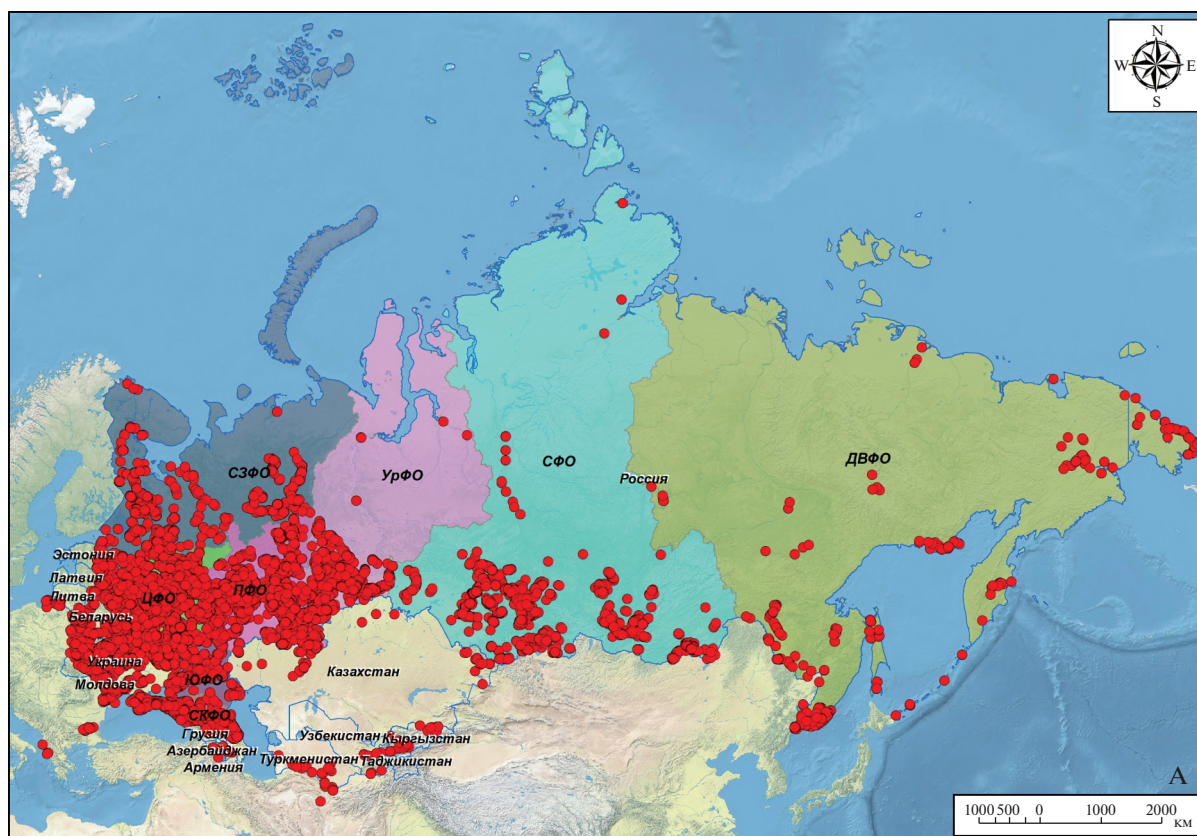 N
W E
S
СЗФО
УрФО
СФО
ДВФО
Россия
Эстония
Латвия
Литва
ЦФО
ПФО
Беларусь
Украина
Казахстан
Молдова
ЮФО
СКФО
Грузия
Узбекистан
Кыргызстан
Азербайджан
Туркменистан
Таджикистан
Армения
А
1000 500 0 1000 2000
КМ